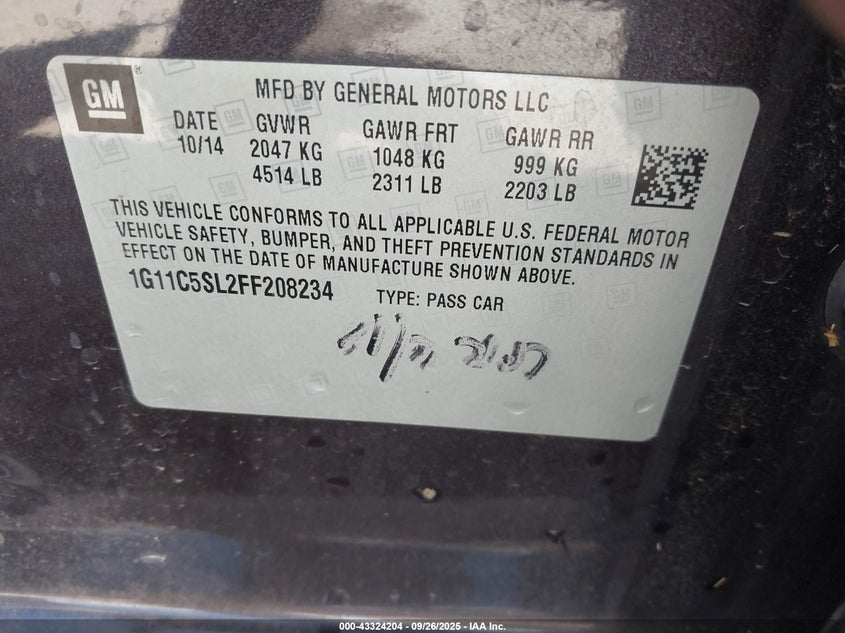 GM
MFD BY GENERAL MOTORS LLC
DATE GVWR GAWR FRT GAWR RR
10/14 2047 KG 1048 KG 999 KG
4514 LB 2311 LB 2203 LB
THIS VEHICLE CONFORMS TO ALL APPLICABLE U.S. FEDERAL MOTOR
VEHICLE SAFETY, BUMPER, AND THEFT PREVENTION STANDARDS IN
EFFECT ON THE DATE OF MANUFACTURE SHOWN ABOVE.
1G11C5SL2FF208234 TYPE: PASS CAR
000-43324204 - 09/26/2025 - IAA Inc.